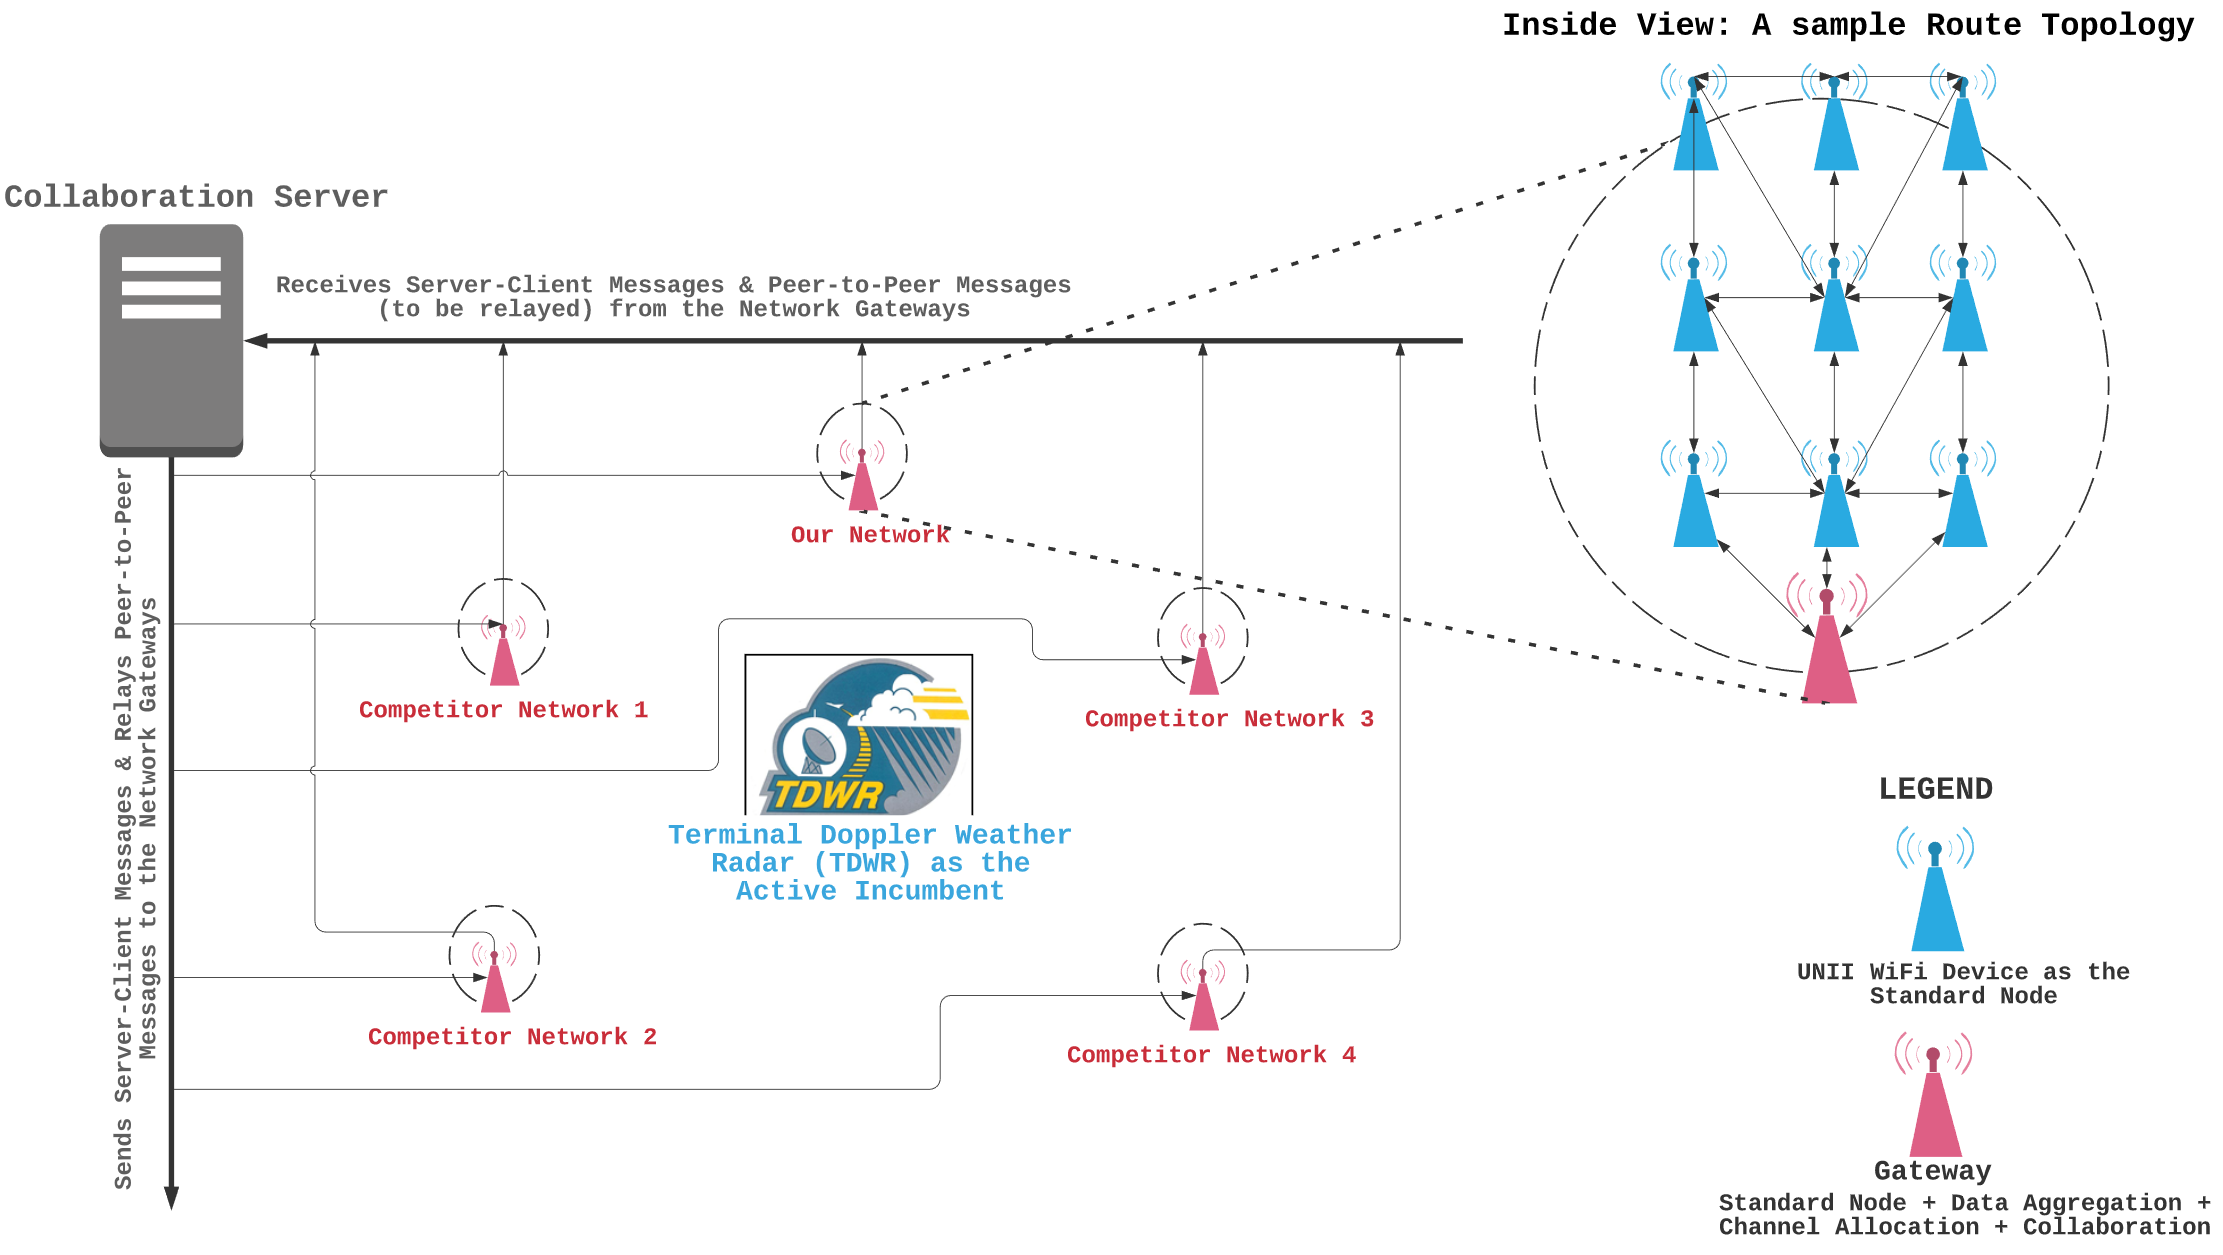 Inside View: A sample Route Topology
Collaboration Server
Receives Server-Client Messages & Peer-to-Peer Messages
(to be relayed) from the Network Gateways
Sends Server-Client Messages & Relays Peer-to-Peer
Messages to the Network Gateways
Our Network
Competitor Network 1
Competitor Network 3
TDWR
Terminal Doppler Weather
Radar (TDWR) as the
Active Incumbent
Competitor Network 2
Competitor Network 4
LEGEND
UNII WiFi Device as the
Standard Node
Gateway
Standard Node + Data Aggregation +
Channel Allocation + Collaboration